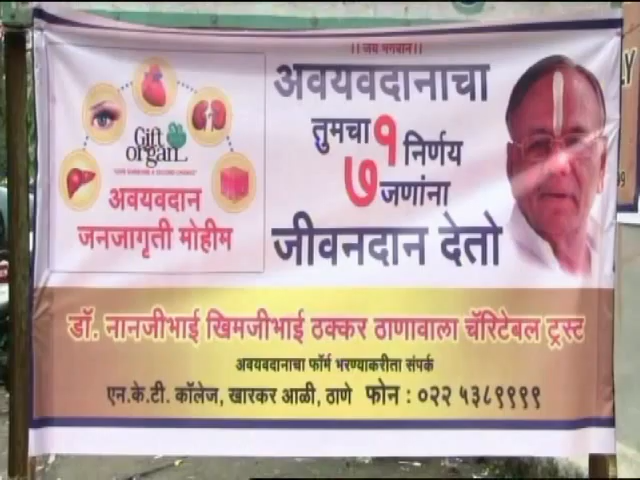 ।। जय भगवान।।
अवयवदानाचा
तुमचा १ निर्णय
७ जणांना
जीवनदान देतो
Gift
organ
अवयवदान
जनजागृती मोहीम
डॉ. नानजीभाई खिमजीभाई ठक्कर ठाणावाला चॅरिटेबल ट्रस्ट
अवयवदानाचा फॉर्म भरण्याकरीता संपर्क
एन.के.टी. कॉलेज, खारकर आळी, ठाणे फोन : ०२२ ५३८९९९९